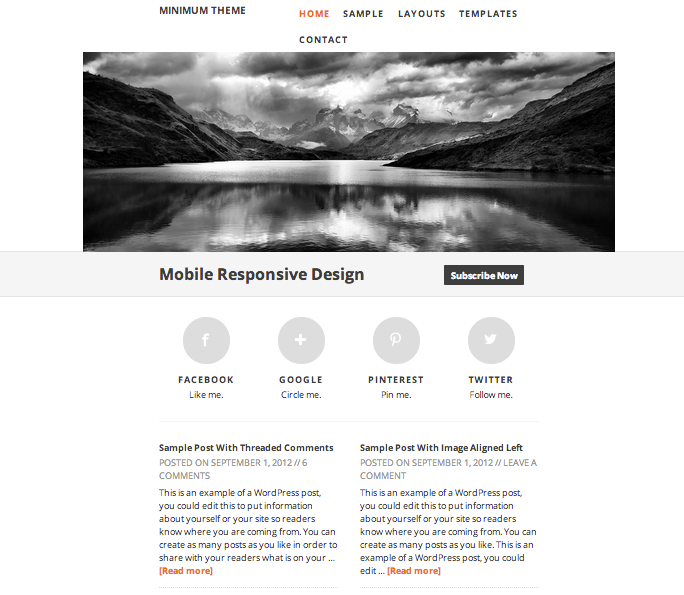 MINIMUM THEME
HOME SAMPLE LAYOUTS TEMPLATES
CONTACT
Mobile Responsive Design
Subscribe Now
FACEBOOK
Like me.
GOOGLE
Circle me.
PINTEREST
Pin me.
TWITTER
Follow me.
Sample Post With Threaded Comments
POSTED ON SEPTEMBER 1, 2012 // 6
COMMENTS
This is an example of a WordPress post,
you could edit this to put information
about yourself or your site so readers
know where you are coming from. You can
create as many posts as you like in order to
share with your readers what is on your ...
[Read more]
Sample Post With Image Aligned Left
POSTED ON SEPTEMBER 1, 2012 // LEAVE A
COMMENT
This is an example of a WordPress post,
you could edit this to put information
about yourself or your site so readers
know where you are coming from. You can
create as many posts as you like. This is an
example of a WordPress post, you could
edit ... [Read more]